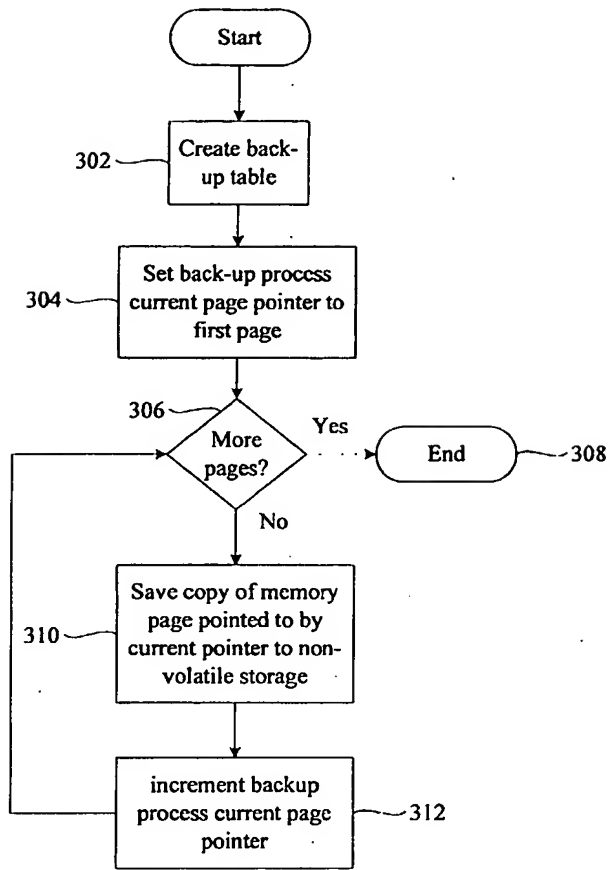 Start
302
Create back-
up table
304
Set back-up process
current page pointer to
first page
306
More
pages?
Yes
End
308
No
310
Save copy of memory
page pointed to by
current pointer to non-
volatile storage
increment backup
process current page
pointer
312